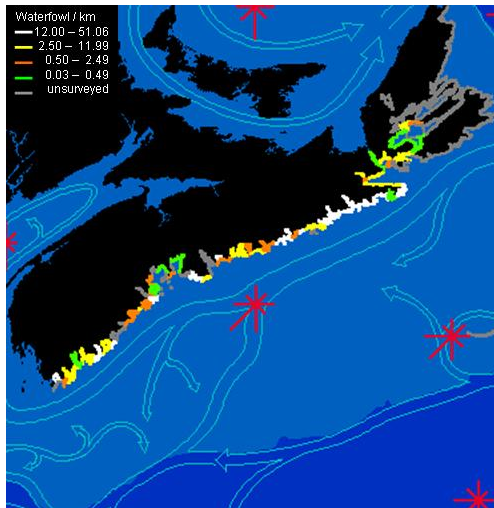 Waterfowl / km
12.00 – 51.06
2.50 – 11.99
0.50 – 2.49
0.03 – 0.49
unsurveyed